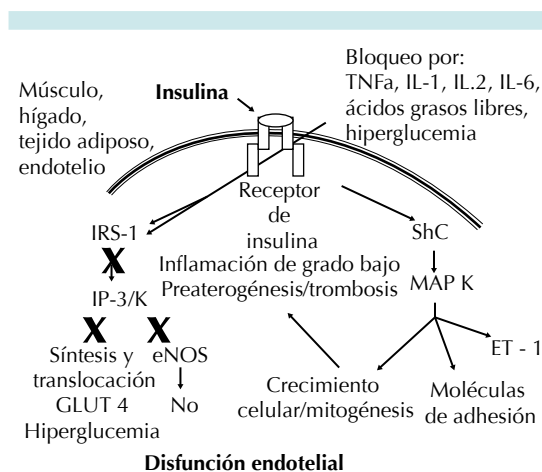 Músculo,
hígado,
tejido adiposo,
endotelio
Insulina
Bloqueo por:
TNFa, IL-1, IL.2, IL-6,
ácidos grasos libres,
hiperglucemia
Receptor
de
insulina
IRS-1
X
IP-3/K
X X
Síntesis y
translocación
GLUT 4
Hiperglucemia
eNOS
No
Inflamación de grado bajo
Preaterogénesis/trombosis
ShC
MAP K
ET - 1
Crecimiento
celular/mitogénesis
Moléculas
de adhesión
Disfunción endotelial